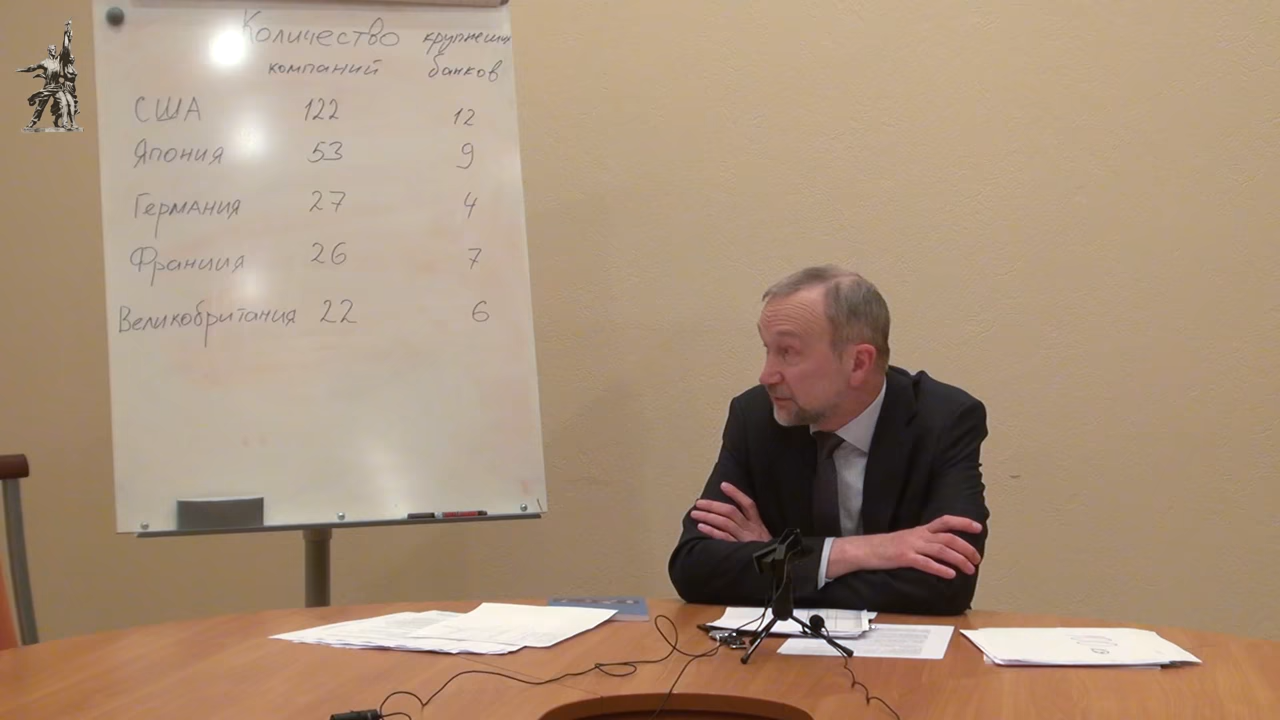 Количество крупнейших
компаний банков
США 122 12
Япония 53 9
Германия 27 4
Франция 26 7
Великобритания 22 6